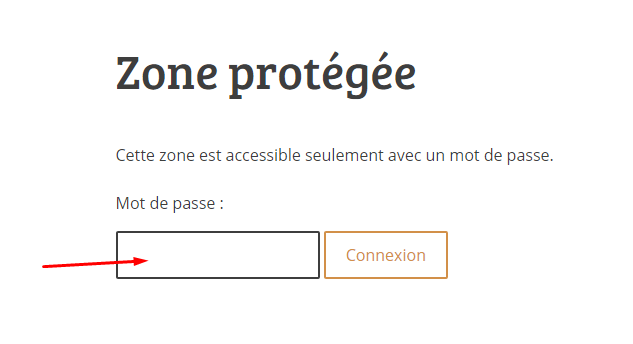 Zone protégée
Cette zone est accessible seulement avec un mot de passe.
Mot de passe :
Connexion